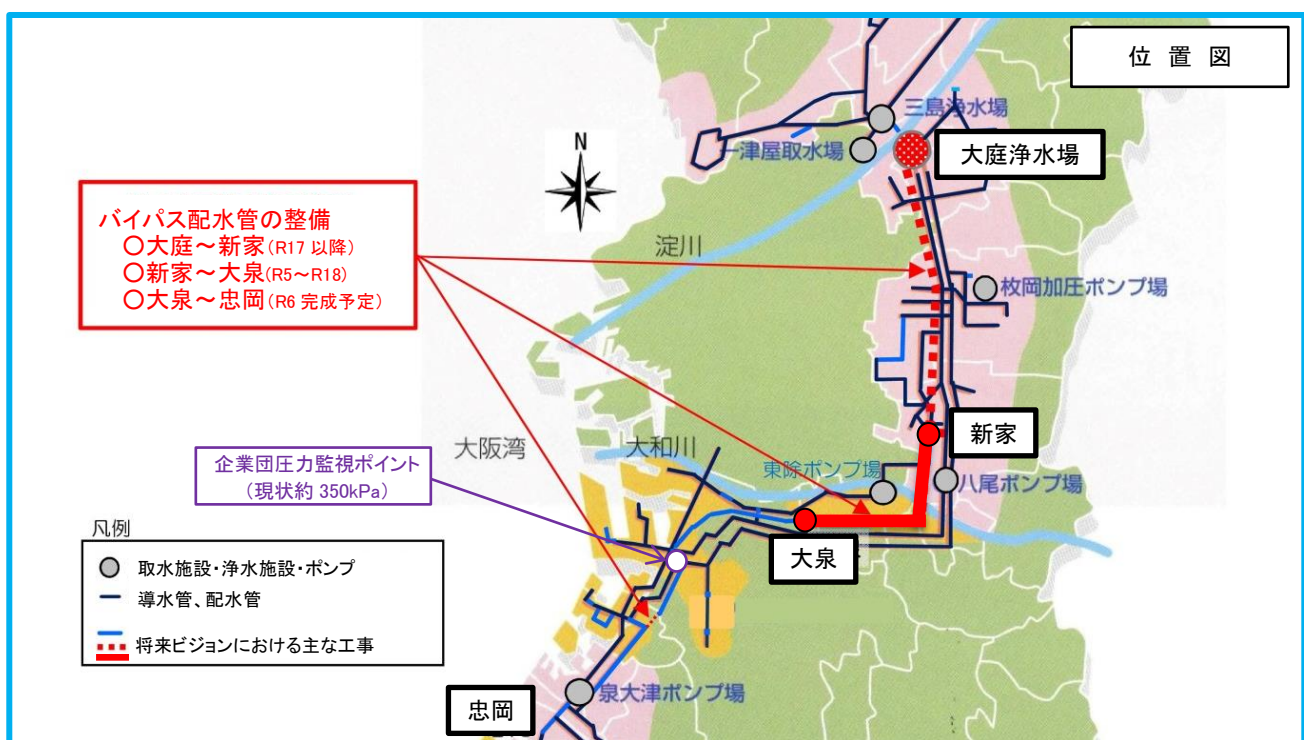 位 置 図
三島浄水場
一津屋取水場
大庭浄水場
N
バイパス配水管の整備
〇大庭～新家(R17 以降)
〇新家～大泉(R5～R18)
〇大泉～忠岡(R6 完成予定)
淀川
枚岡加圧ポンプ場
新家
大阪湾
大和川
企業団圧力監視ポイント
(現状約 350kPa)
東除ポンプ場
八尾ポンプ場
大泉
凡例
取水施設・浄水施設・ポンプ
導水管、配水管
将来ビジョンにおける主な工事
泉大津ポンプ場
忠岡